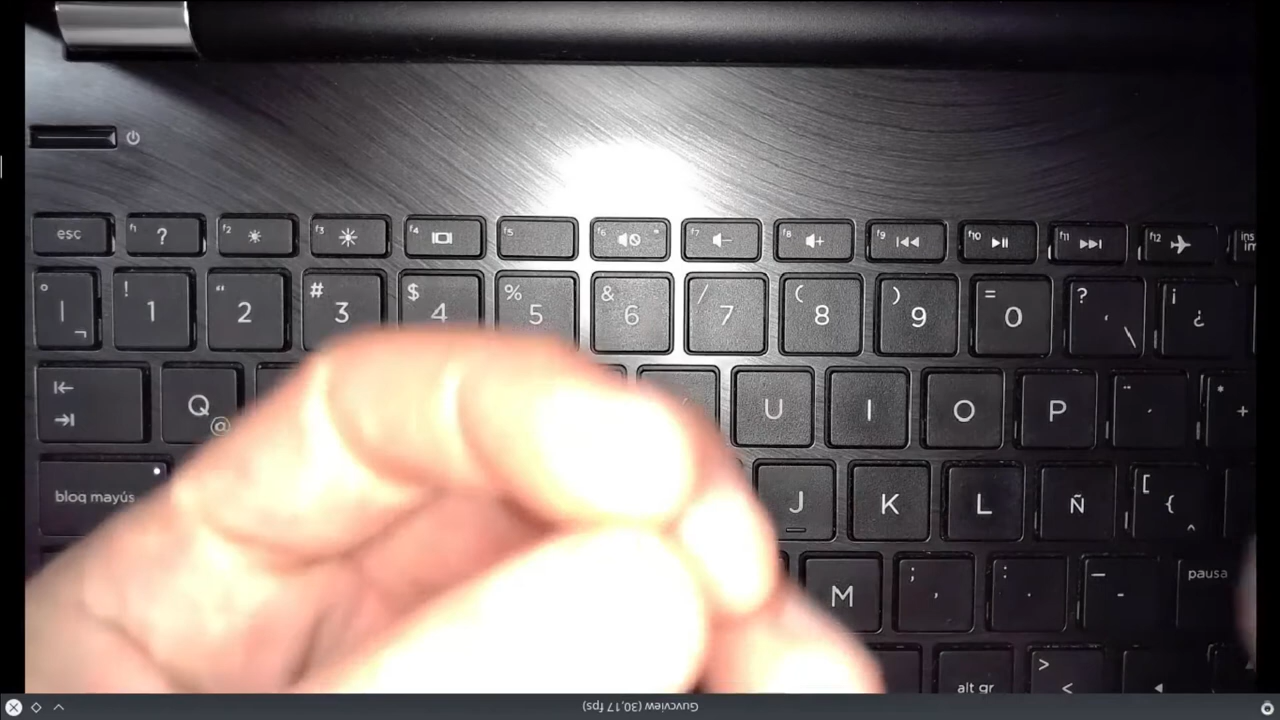 esc f1 ? f2 f3 f4 f5 f6 f7 - f8 + f9 f10 f11 f12 ins
° | ¬ ! 1 “ 2 # 3 $ 4 % 5 & 6 / 7 ( 8 ) 9 = 0 ? ‘ \ ¡ ¿
Q @ U I O P ¨ ´ * +
bloq mayús J K L Ñ [ { ^
M ; , : . _ - pausa
alt gr > <
Guvcview (30,17 fps)